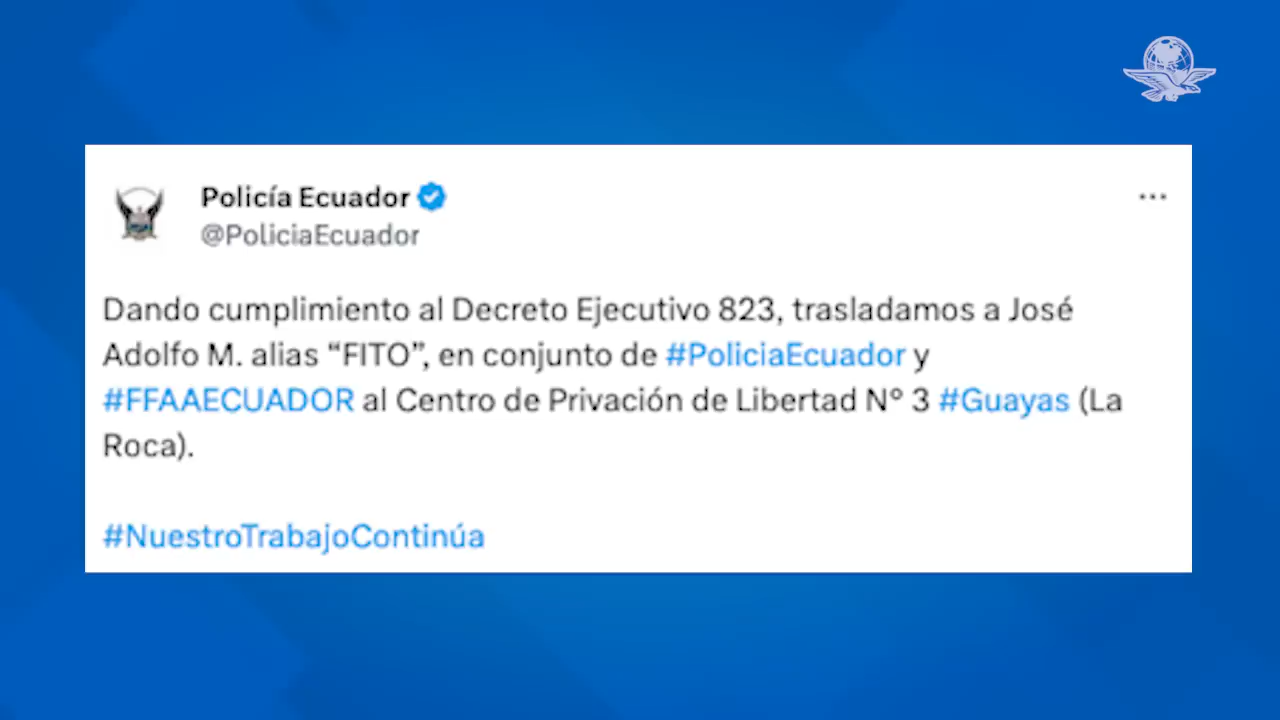 Policía Ecuador
@PoliciaEcuador
Dando cumplimiento al Decreto Ejecutivo 823, trasladamos a José
Adolfo M. alias “FITO”, en conjunto de #PoliciaEcuador y
#FFAAECUADOR al Centro de Privación de Libertad N° 3 #Guayas (La
Roca).
#NuestroTrabajoContinúa